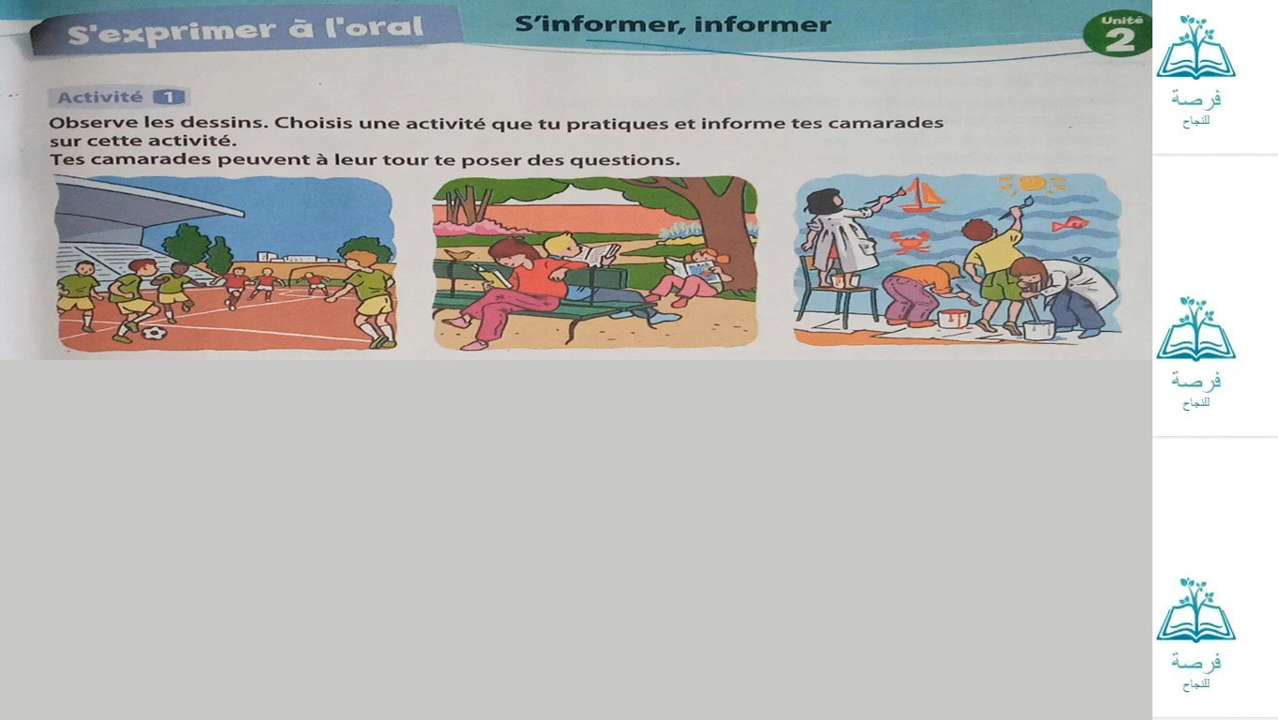 S'exprimer à l'oral
S'informer, informer
Unité
2
Activité 1
Observe les dessins. Choisis une activité que tu pratiques et informe tes camarades
sur cette activité.
Tes camarades peuvent à leur tour te poser des questions.
فرصة
للنجاح
فرصة
للنجاح
فرصة
للنجاح